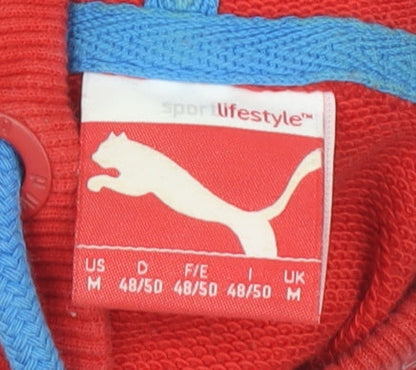 sportlifestyle™
US D F/E I UK
M 48/50 48/50 48/50 M